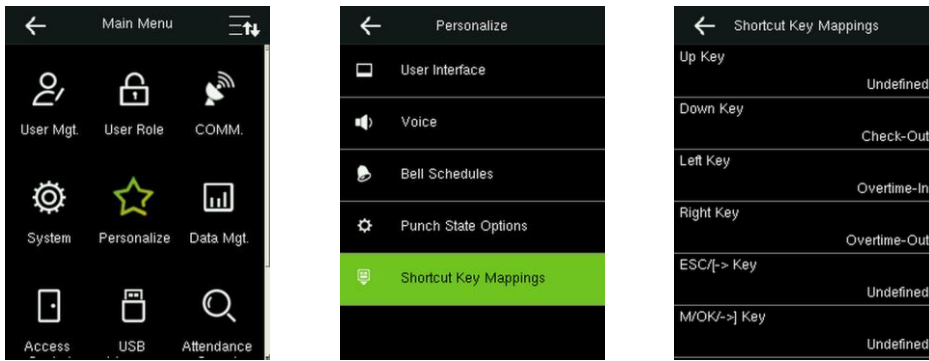 Main Menu
User Mgt.
User Role
COMM.
System
Personalize
Data Mgt.
Access
USB
Attendance
Personalize
User Interface
Voice
Bell Schedules
Punch State Options
Shortcut Key Mappings
Shortcut Key Mappings
Up Key
Undefined
Down Key
Check-Out
Left Key
Overtime-In
Right Key
Overtime-Out
ESC/[-> Key
Undefined
M/OK/->] Key
Undefined